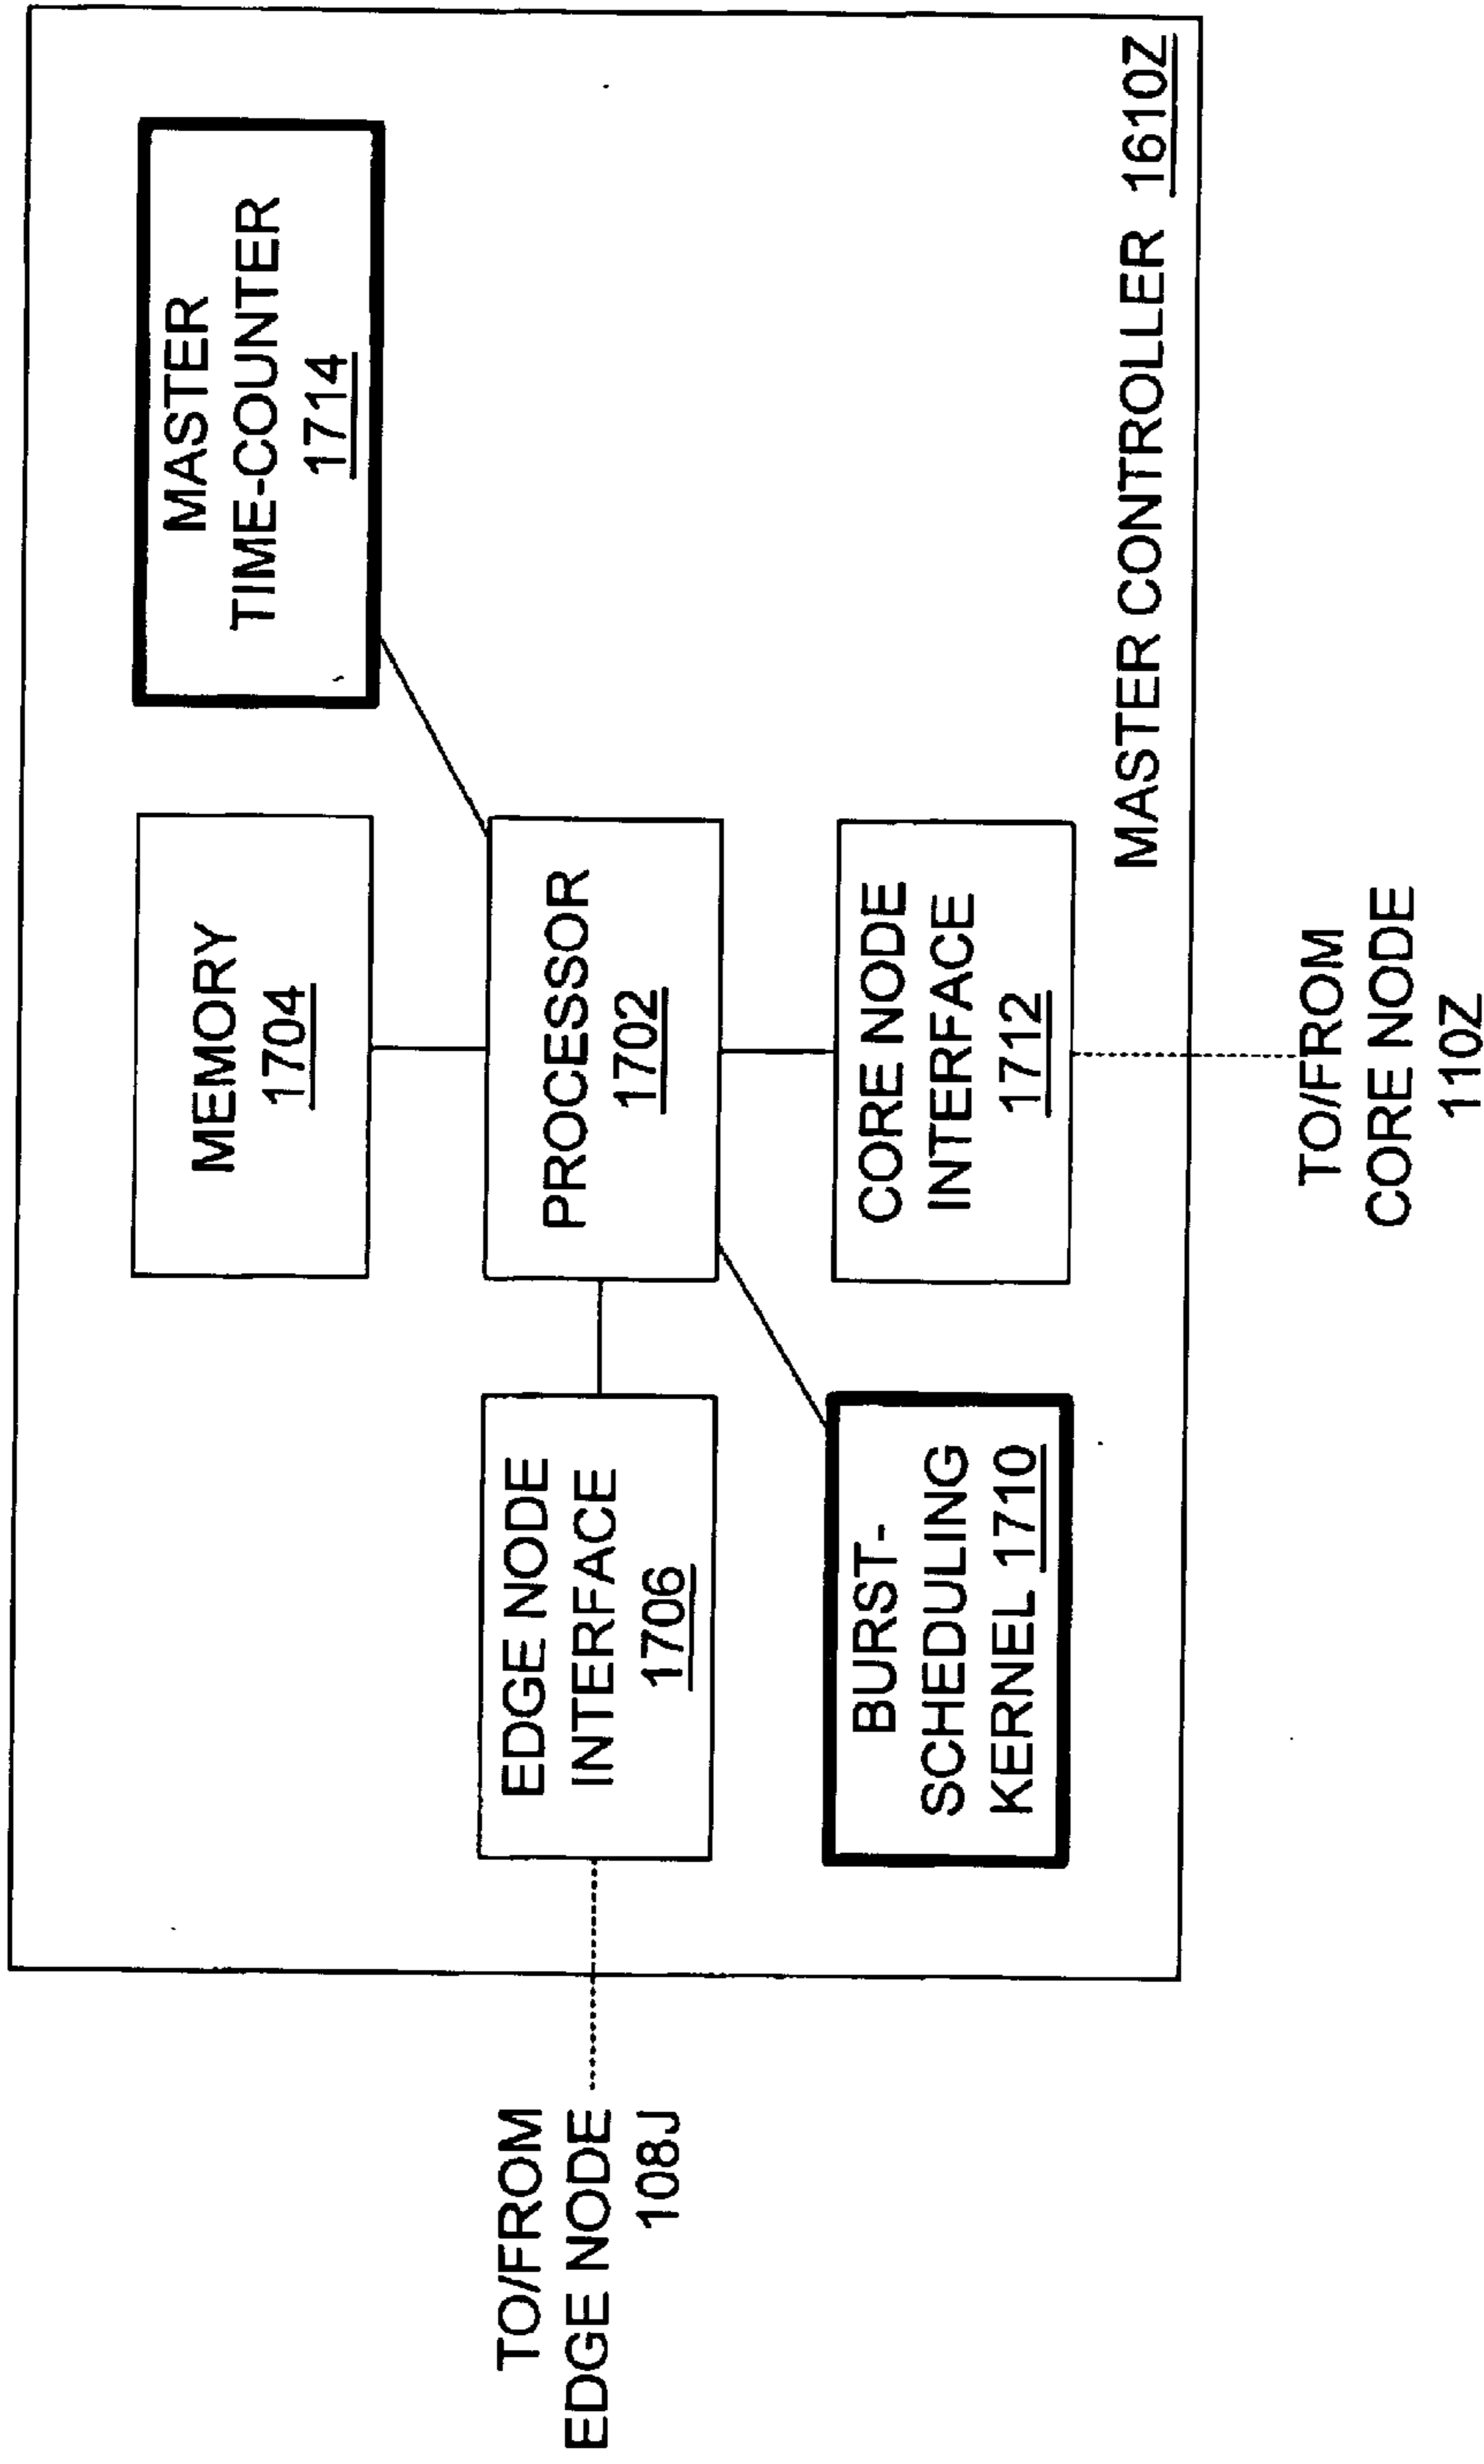 MEMORY
1704
MASTER
TIME-COUNTER
1714
TO/FROM
EDGE NODE
108J
EDGE NODE
INTERFACE
1706
PROCESSOR
1702
BURST-
SCHEDULING
KERNEL 1710
CORE NODE
INTERFACE
1712
MASTER CONTROLLER 1610Z
TO/FROM
CORE NODE
110Z